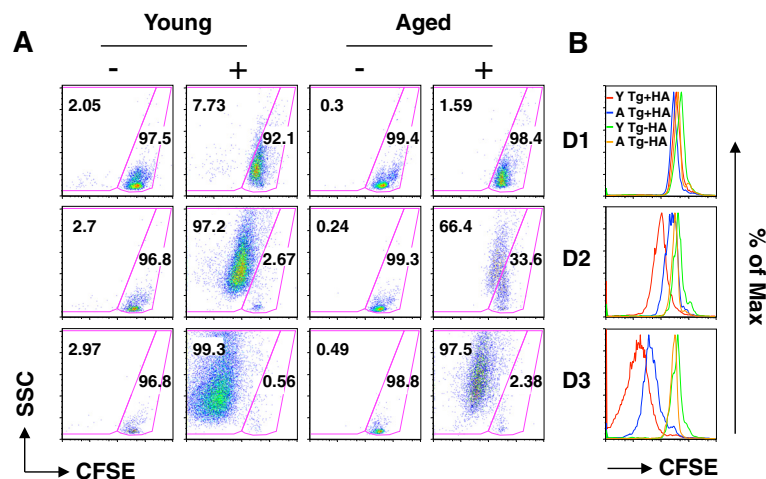 A Young Aged B
- + - +
2.05 97.5 7.73 92.1 0.3 99.4 1.59 98.4 D1
Y Tg+HA
A Tg+HA
Y Tg-HA
A Tg-HA
2.7 96.8 97.2 2.67 0.24 99.3 66.4 33.6 D2
2.97 96.8 99.3 0.56 0.49 98.8 97.5 2.38 D3
% of Max
SSC
CFSE
CFSE